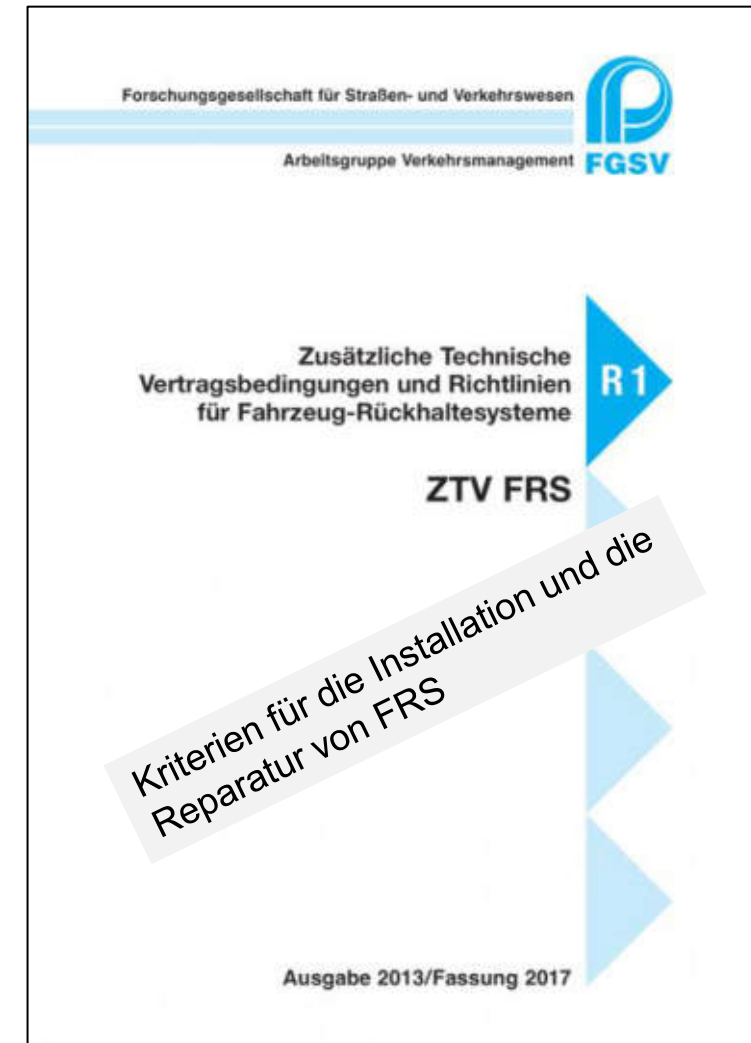 Forschungsgesellschaft für Straßen- und Verkehrswesen
Arbeitsgruppe Verkehrsmanagement
FGSV
Zusätzliche Technische
Vertragsbedingungen und Richtlinien
für Fahrzeug-Rückhaltesysteme
R 1
ZTV FRS
Kriterien für die Installation und die
Reparatur von FRS
Ausgabe 2013/Fassung 2017